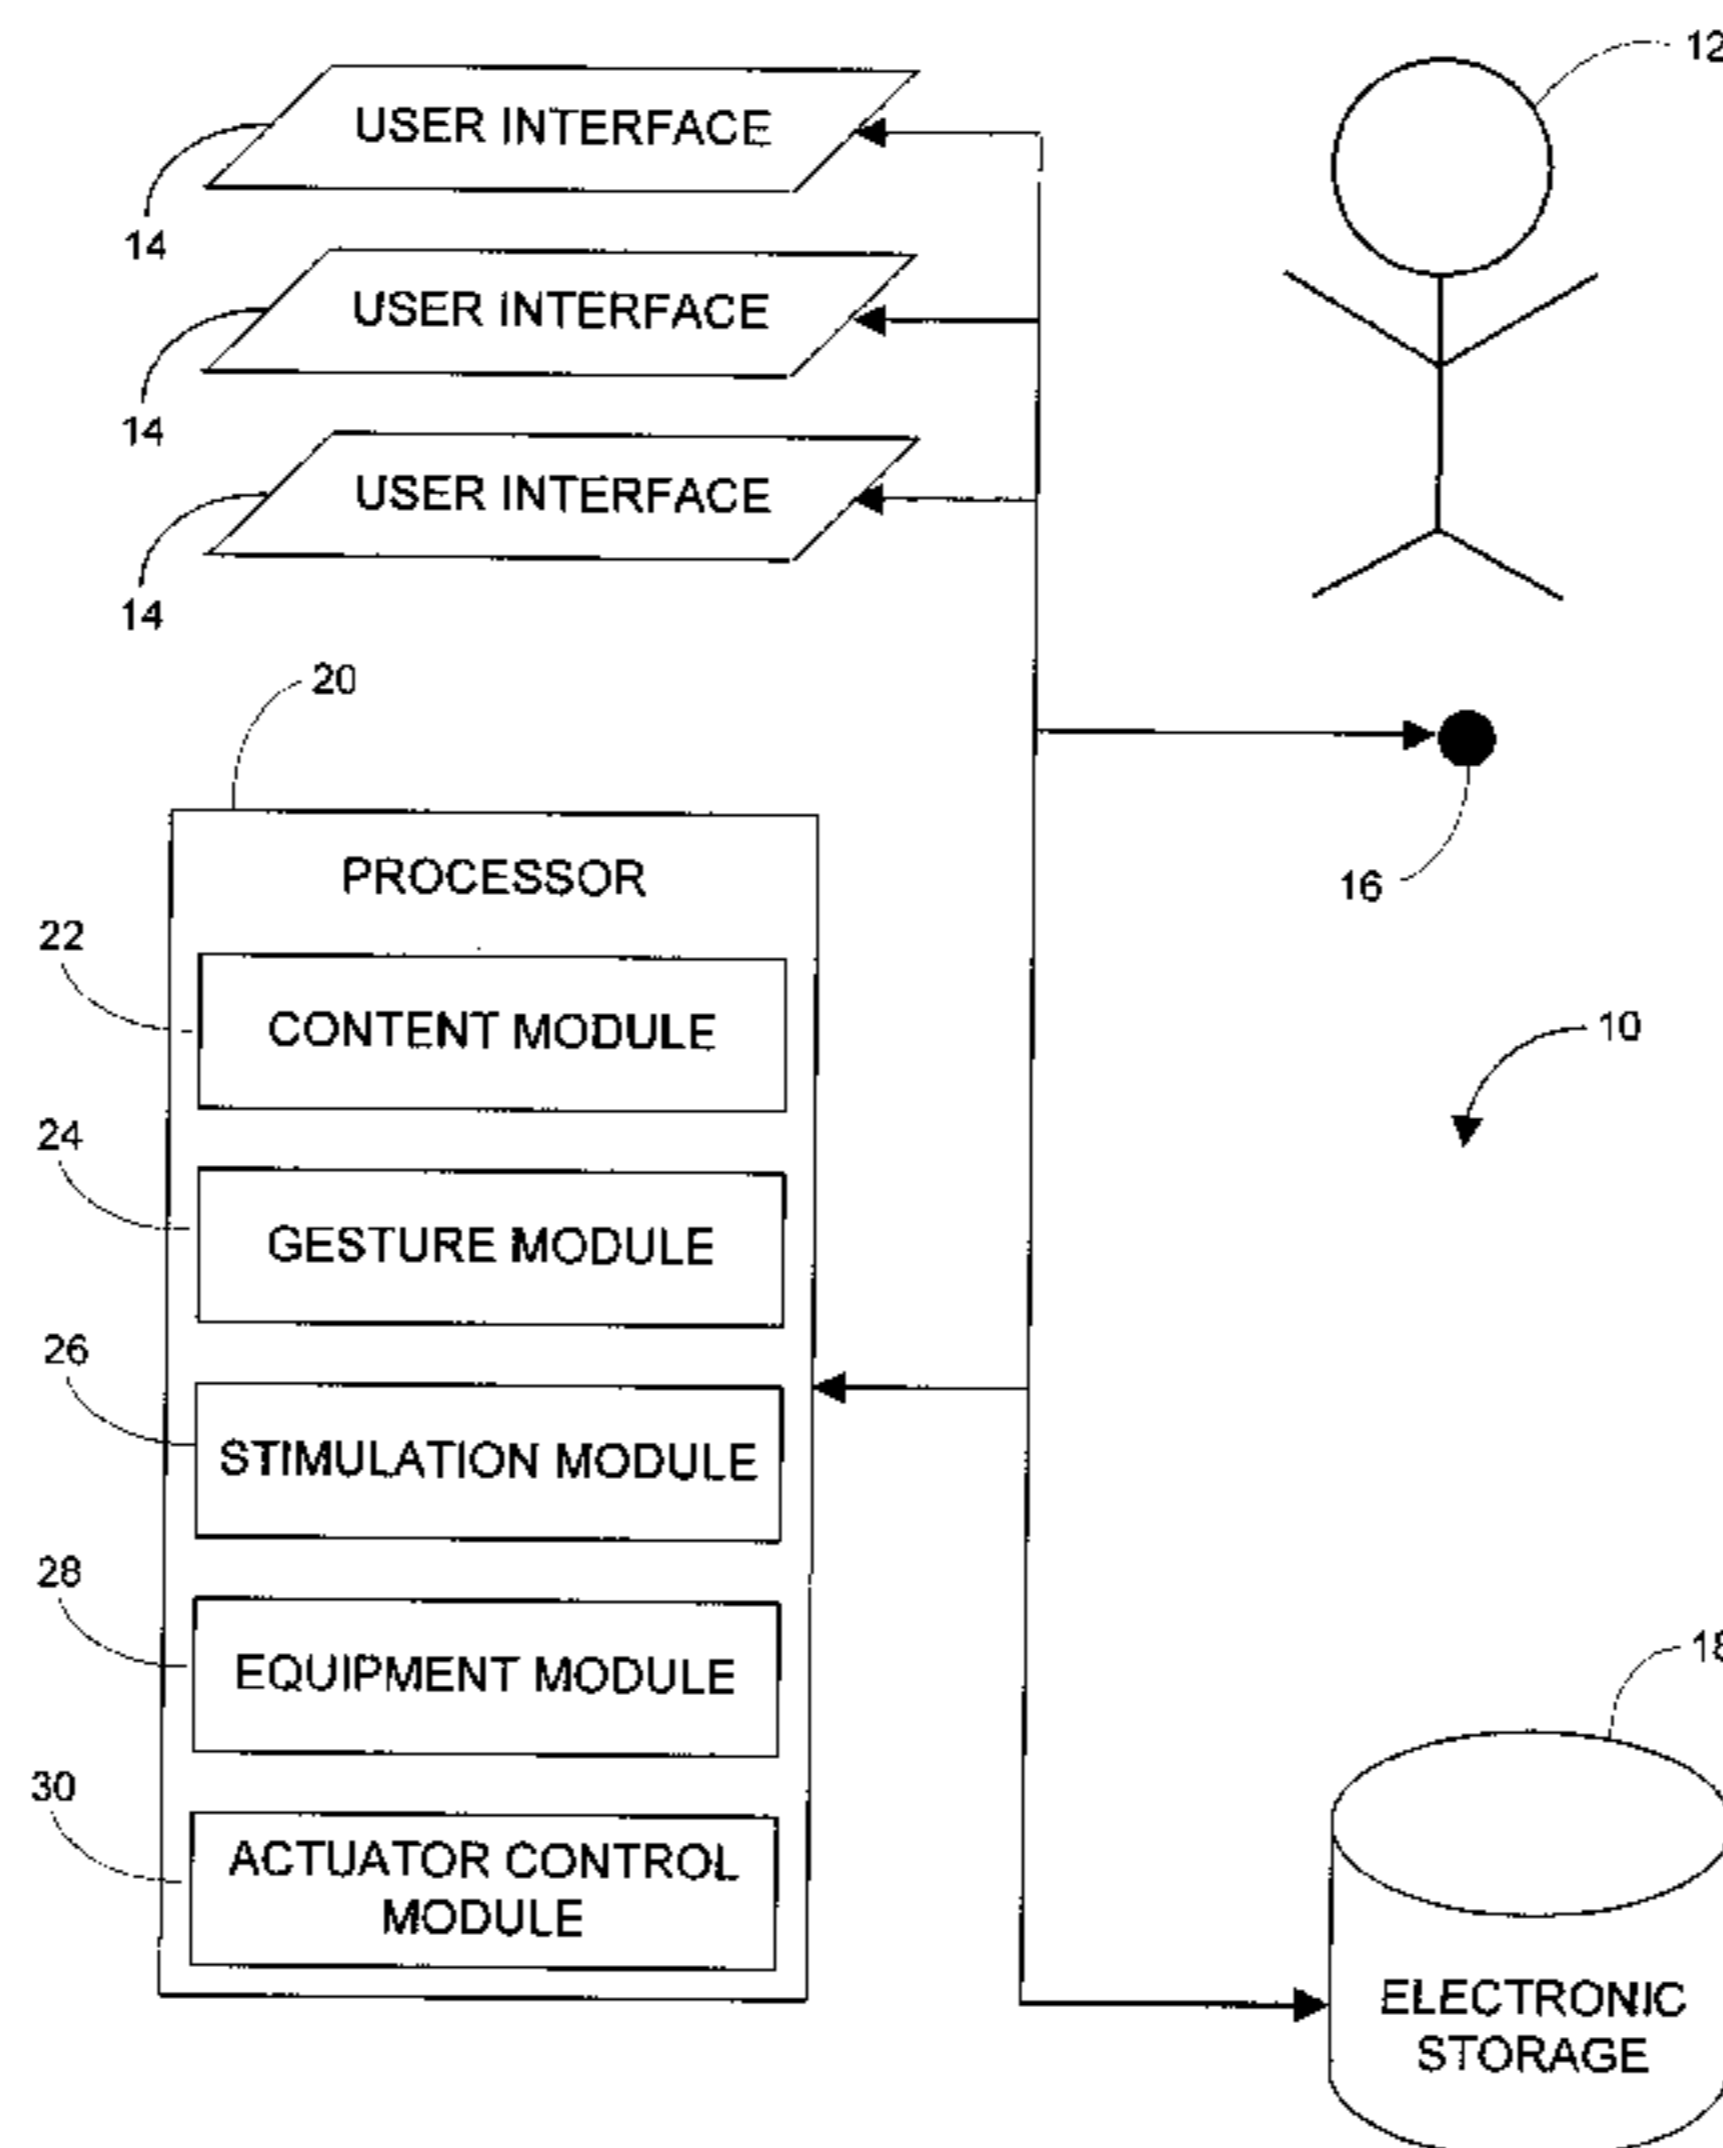 12
USER INTERFACE
14
USER INTERFACE
14
USER INTERFACE
14
20
PROCESSOR
16
22
CONTENT MODULE
10
24
GESTURE MODULE
26
STIMULATION MODULE
28
EQUIPMENT MODULE
18
30
ACTUATOR CONTROL
MODULE
ELECTRONIC
STORAGE